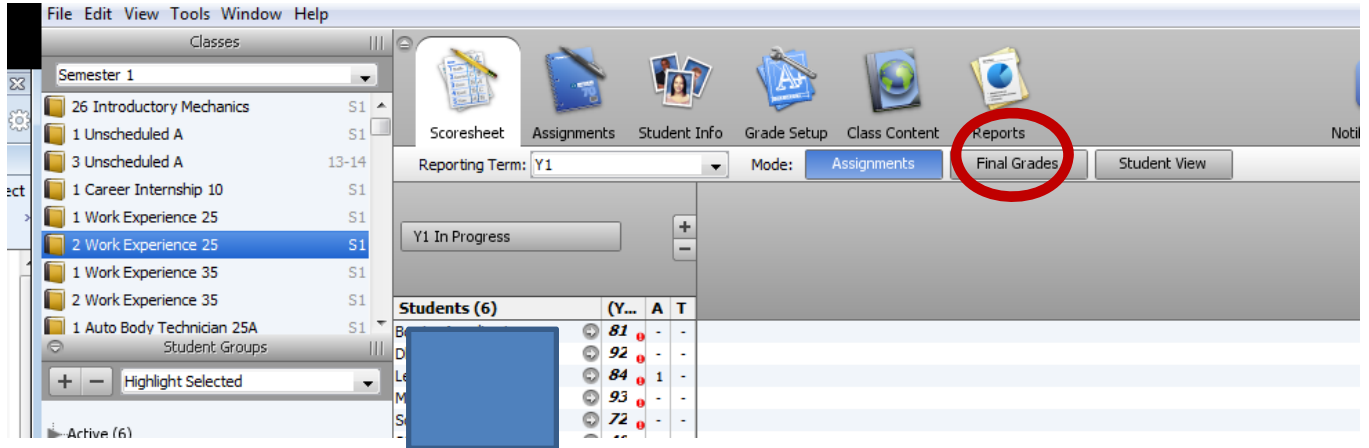 File Edit View Tools Window Help
Classes
Semester 1
26 Introductory Mechanics S1
1 Unscheduled A S1
3 Unscheduled A 13-14
1 Career Internship 10 S1
1 Work Experience 25 S1
2 Work Experience 25 S1
1 Work Experience 35 S1
2 Work Experience 35 S1
1 Auto Body Technician 25A S1
Student Groups
+ − Highlight Selected
Active (6)
Scoresheet Assignments Student Info Grade Setup Class Content Reports
Reporting Term: Y1 Mode: Assignments Final Grades Student View
Y1 In Progress + −
Students (6) (Y... A T
81 - -
92 - -
84 1 -
93 - -
72 - -